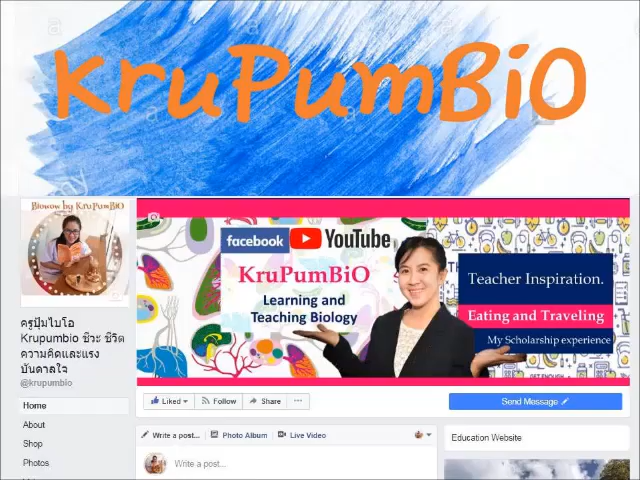 KruPumBiO
Biowow by KruPumBiO
facebook YouTube
KruPumBiO
Learning and
Teaching Biology
Teacher Inspiration.
Eating and Traveling
My Scholarship experience
ครูปุ้มไบโอ
Krupumbio ชีวะ ชีวิต
ความคิดและแรง
บันดาลใจ
@krupumbio
Liked Follow Share Send Message
Home
About
Shop
Photos
Write a post... Photo Album Live Video
Write a post...
Education Website